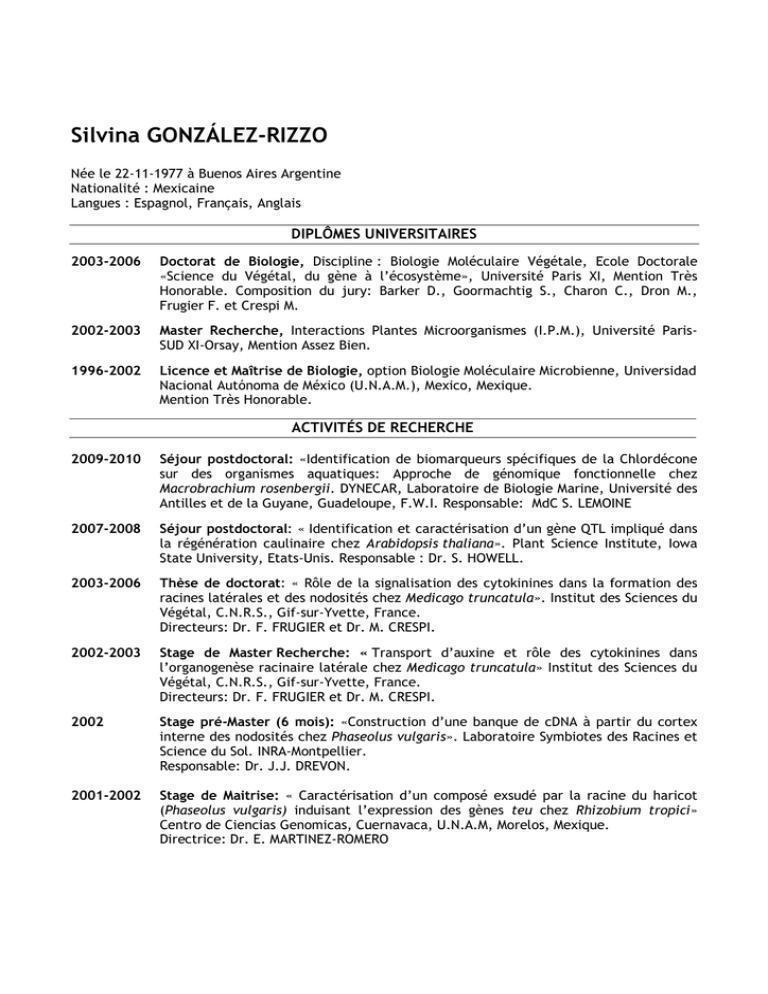 Silvina GONZÁLEZ-RIZZO
Née le 22-11-1977 à Buenos Aires Argentine
Nationalité : Mexicaine
Langues : Espagnol, Français, Anglais
DIPLÔMES UNIVERSITAIRES
2003-2006 Doctorat de Biologie, Discipline : Biologie Moléculaire Végétale, Ecole Doctorale
«Science du Végétal, du gène à l’écosystème», Université Paris XI, Mention Très
Honorable. Composition du jury: Barker D., Goormachtig S., Charon C., Dron M.,
Frugier F. et Crespi M.
2002-2003 Master Recherche, Interactions Plantes Microorganismes (I.P.M.), Université Paris-
SUD XI-Orsay, Mention Assez Bien.
1996-2002 Licence et Maîtrise de Biologie, option Biologie Moléculaire Microbienne, Universidad
Nacional Autónoma de México (U.N.A.M.), Mexico, Mexique.
Mention Très Honorable.
ACTIVITÉS DE RECHERCHE
2009-2010 Séjour postdoctoral: «Identification de biomarqueurs spécifiques de la Chlordécone
sur des organismes aquatiques: Approche de génomique fonctionnelle chez
Macrobrachium rosenbergii. DYNECAR, Laboratoire de Biologie Marine, Université des
Antilles et de la Guyane, Guadeloupe, F.W.I. Responsable: MdC S. LEMOINE
2007-2008 Séjour postdoctoral: « Identification et caractérisation d’un gène QTL impliqué dans
la régénération caulinaire chez Arabidopsis thaliana». Plant Science Institute, Iowa
State University, Etats-Unis. Responsable : Dr. S. HOWELL.
2003-2006 Thèse de doctorat: « Rôle de la signalisation des cytokinines dans la formation des
racines latérales et des nodosités chez Medicago truncatula». Institut des Sciences du
Végétal, C.N.R.S., Gif-sur-Yvette, France.
Directeurs: Dr. F. FRUGIER et Dr. M. CRESPI.
2002-2003 Stage de Master Recherche: « Transport d’auxine et rôle des cytokinines dans
l’organogenèse racinaire latérale chez Medicago truncatula» Institut des Sciences du
Végétal, C.N.R.S., Gif-sur-Yvette, France.
Directeurs: Dr. F. FRUGIER et Dr. M. CRESPI.
2002 Stage pré-Master (6 mois): «Construction d’une banque de cDNA à partir du cortex
interne des nodosités chez Phaseolus vulgaris». Laboratoire Symbiotes des Racines et
Science du Sol. INRA-Montpellier.
Responsable: Dr. J.J. DREVON.
2001-2002 Stage de Maitrise: « Caractérisation d’un composé exsudé par la racine du haricot
(Phaseolus vulgaris) induisant l’expression des gènes teu chez Rhizobium tropici»
Centro de Ciencias Genomicas, Cuernavaca, U.N.A.M, Morelos, Mexique.
Directrice: Dr. E. MARTINEZ-ROMERO